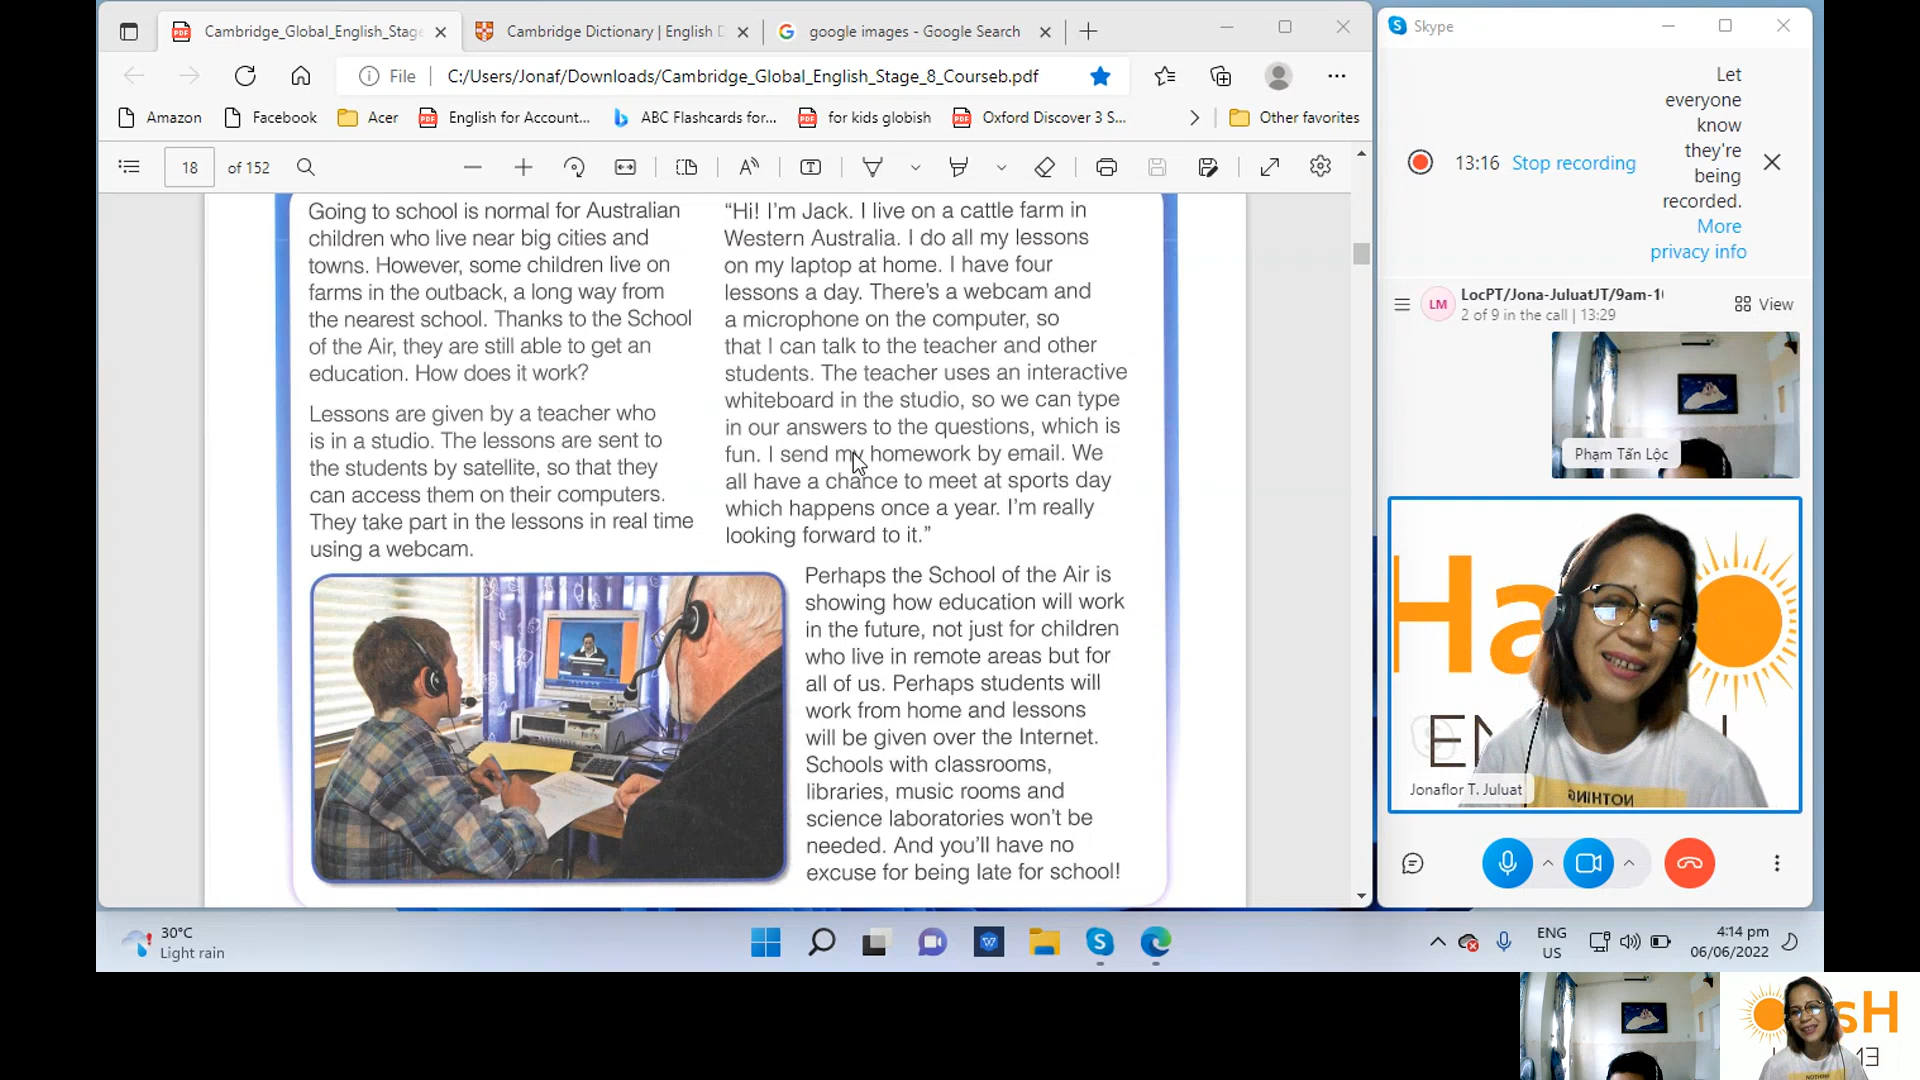 Cambridge_Global_English_Stage
Cambridge Dictionary | English D
google images - Google Search
File
C:/Users/Jonaf/Downloads/Cambridge_Global_English_Stage_8_Courseb.pdf
Amazon
Facebook
Acer
English for Account...
ABC Flashcards for...
for kids globish
Oxford Discover 3 S...
Other favorites
18 of 152
Going to school is normal for Australian
children who live near big cities and
towns. However, some children live on
farms in the outback, a long way from
the nearest school. Thanks to the School
of the Air, they are still able to get an
education. How does it work?
Lessons are given by a teacher who
is in a studio. The lessons are sent to
the students by satellite, so that they
can access them on their computers.
They take part in the lessons in real time
using a webcam.
“Hi! I’m Jack. I live on a cattle farm in
Western Australia. I do all my lessons
on my laptop at home. I have four
lessons a day. There’s a webcam and
a microphone on the computer, so
that I can talk to the teacher and other
students. The teacher uses an interactive
whiteboard in the studio, so we can type
in our answers to the questions, which is
fun. I send my homework by email. We
all have a chance to meet at sports day
which happens once a year. I’m really
looking forward to it.”
Perhaps the School of the Air is
showing how education will work
in the future, not just for children
who live in remote areas but for
all of us. Perhaps students will
work from home and lessons
will be given over the Internet.
Schools with classrooms,
libraries, music rooms and
science laboratories won’t be
needed. And you’ll have no
excuse for being late for school!
Skype
Let
everyone
know
they're
being
recorded.
More
privacy info
13:16 Stop recording
LM
LocPT/Jona-JuluatJT/9am-1
2 of 9 in the call | 13:29
View
Phạm Tấn Lộc
Ha
EN
NOTHING
Jonaflor T. Juluat
30°C
Light rain
ENG
US
4:14 pm
06/06/2022